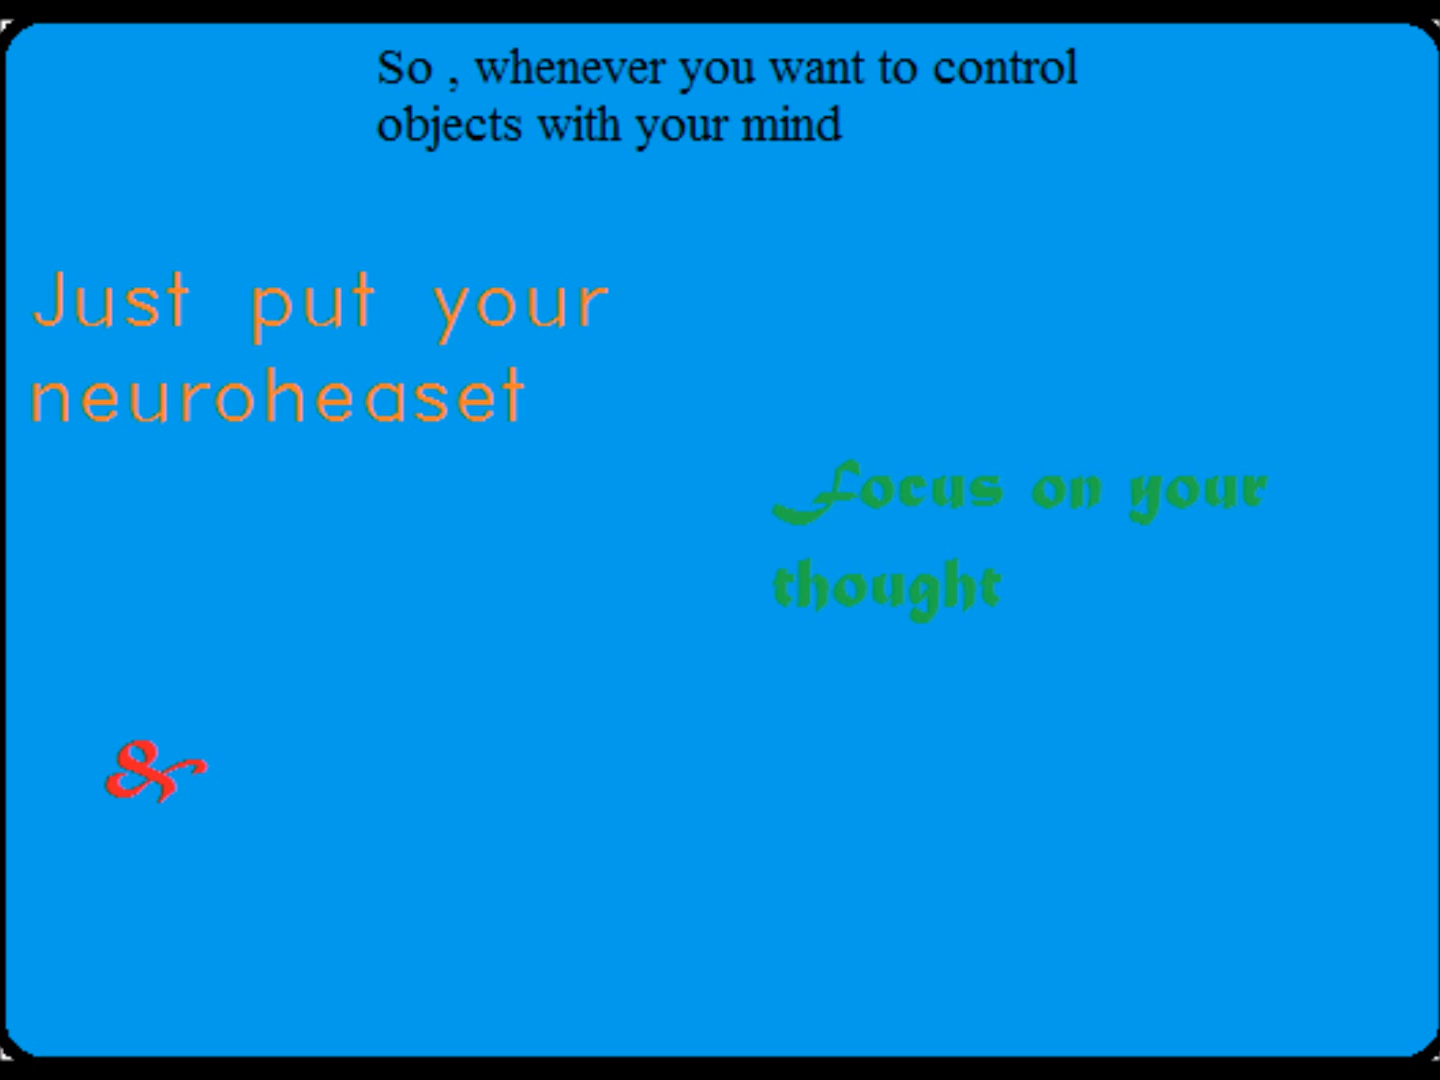 So , whenever you want to control
objects with your mind
Just put your
neuroheaset
Focus on your
thought
&